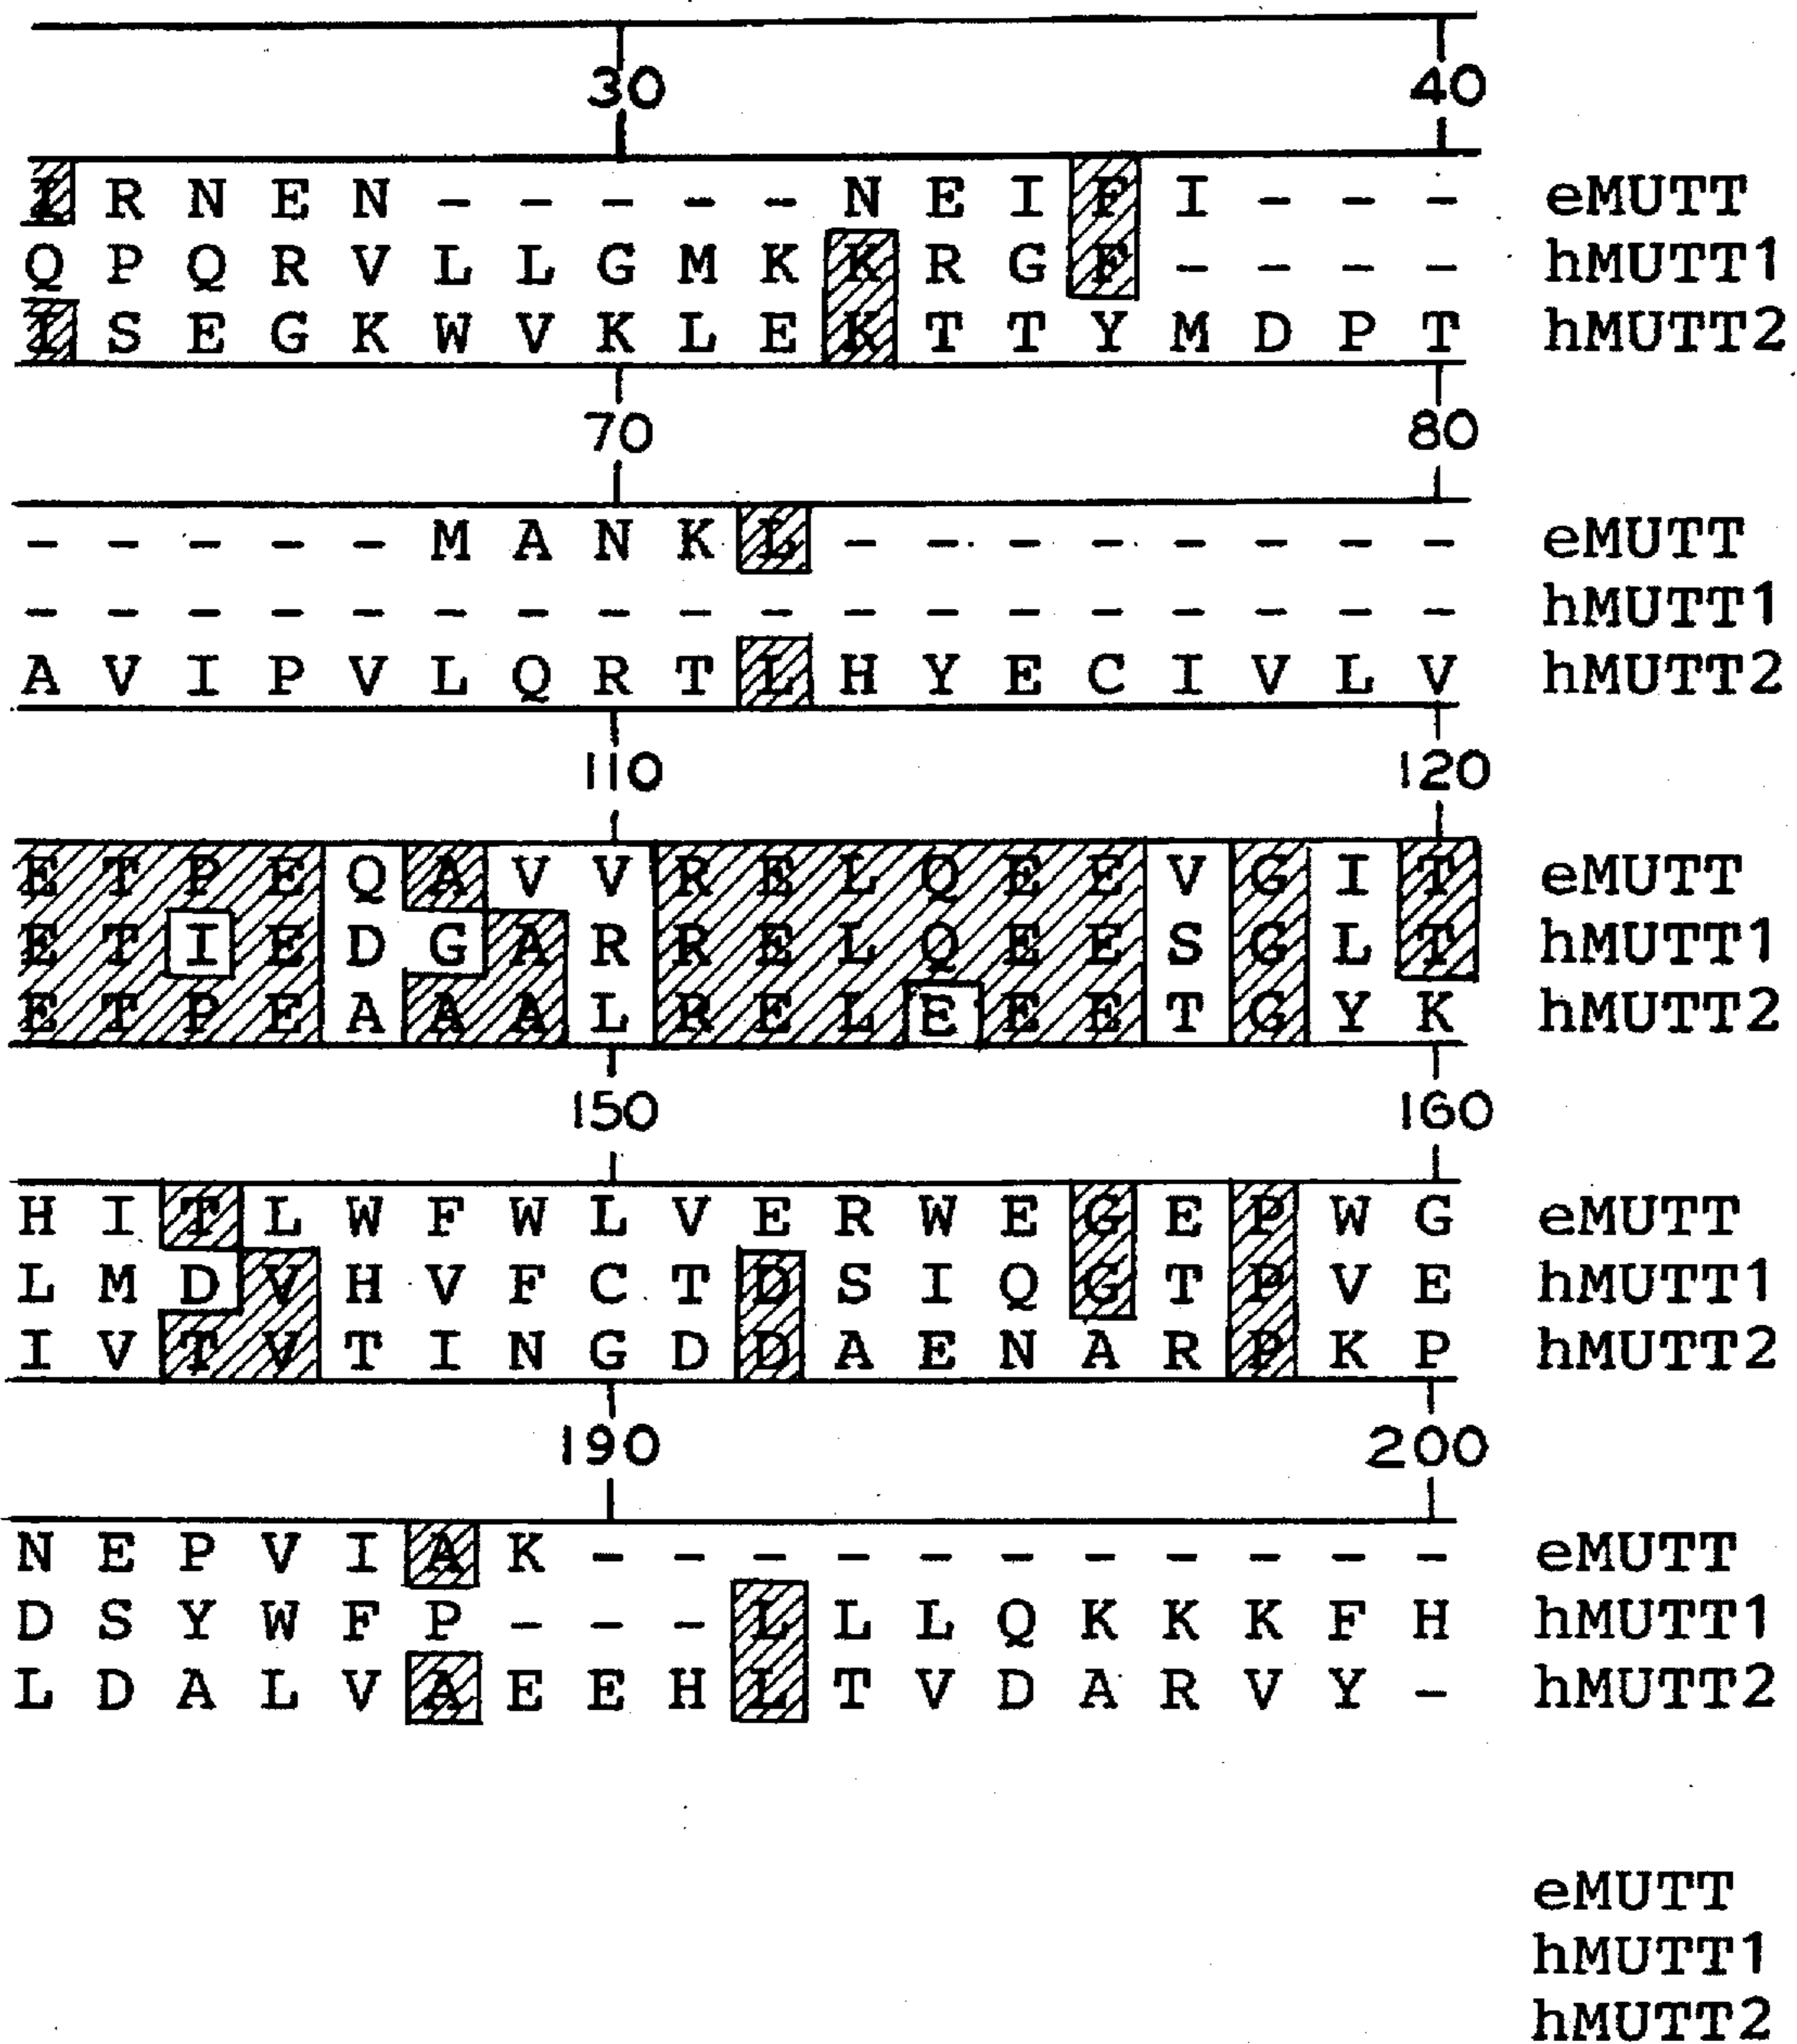 30 40
I R N E N - - - - - N E I F I - - - eMUTT
Q P Q R V L L G M K K R G F - - - - hMUTT1
I S E G K W V K L E K T T Y M D P T hMUTT2
70 80
- - - - - M A N K L - - - - - - - - eMUTT
- - - - - - - - - - - - - - - - - - hMUTT1
A V I P V L Q R T L H Y E C I V L V hMUTT2
110 120
E T P E Q A V V R E L Q E E V G I T eMUTT
E T I E D G A R R E L Q E E S G L T hMUTT1
E T P E A A A L R E L E E E T G Y K hMUTT2
150 160
H I T L W F W L V E R W E G E P W G eMUTT
L M D V H V F C T D S I Q G T P V E hMUTT1
I V T V T I N G D D A E N A R P K P hMUTT2
190 200
N E P V I A K - - - - - - - - - - - eMUTT
D S Y W F P - - - L L L Q K K K F H hMUTT1
L D A L V A E E H L T V D A R V Y - hMUTT2
eMUTT
hMUTT1
hMUTT2